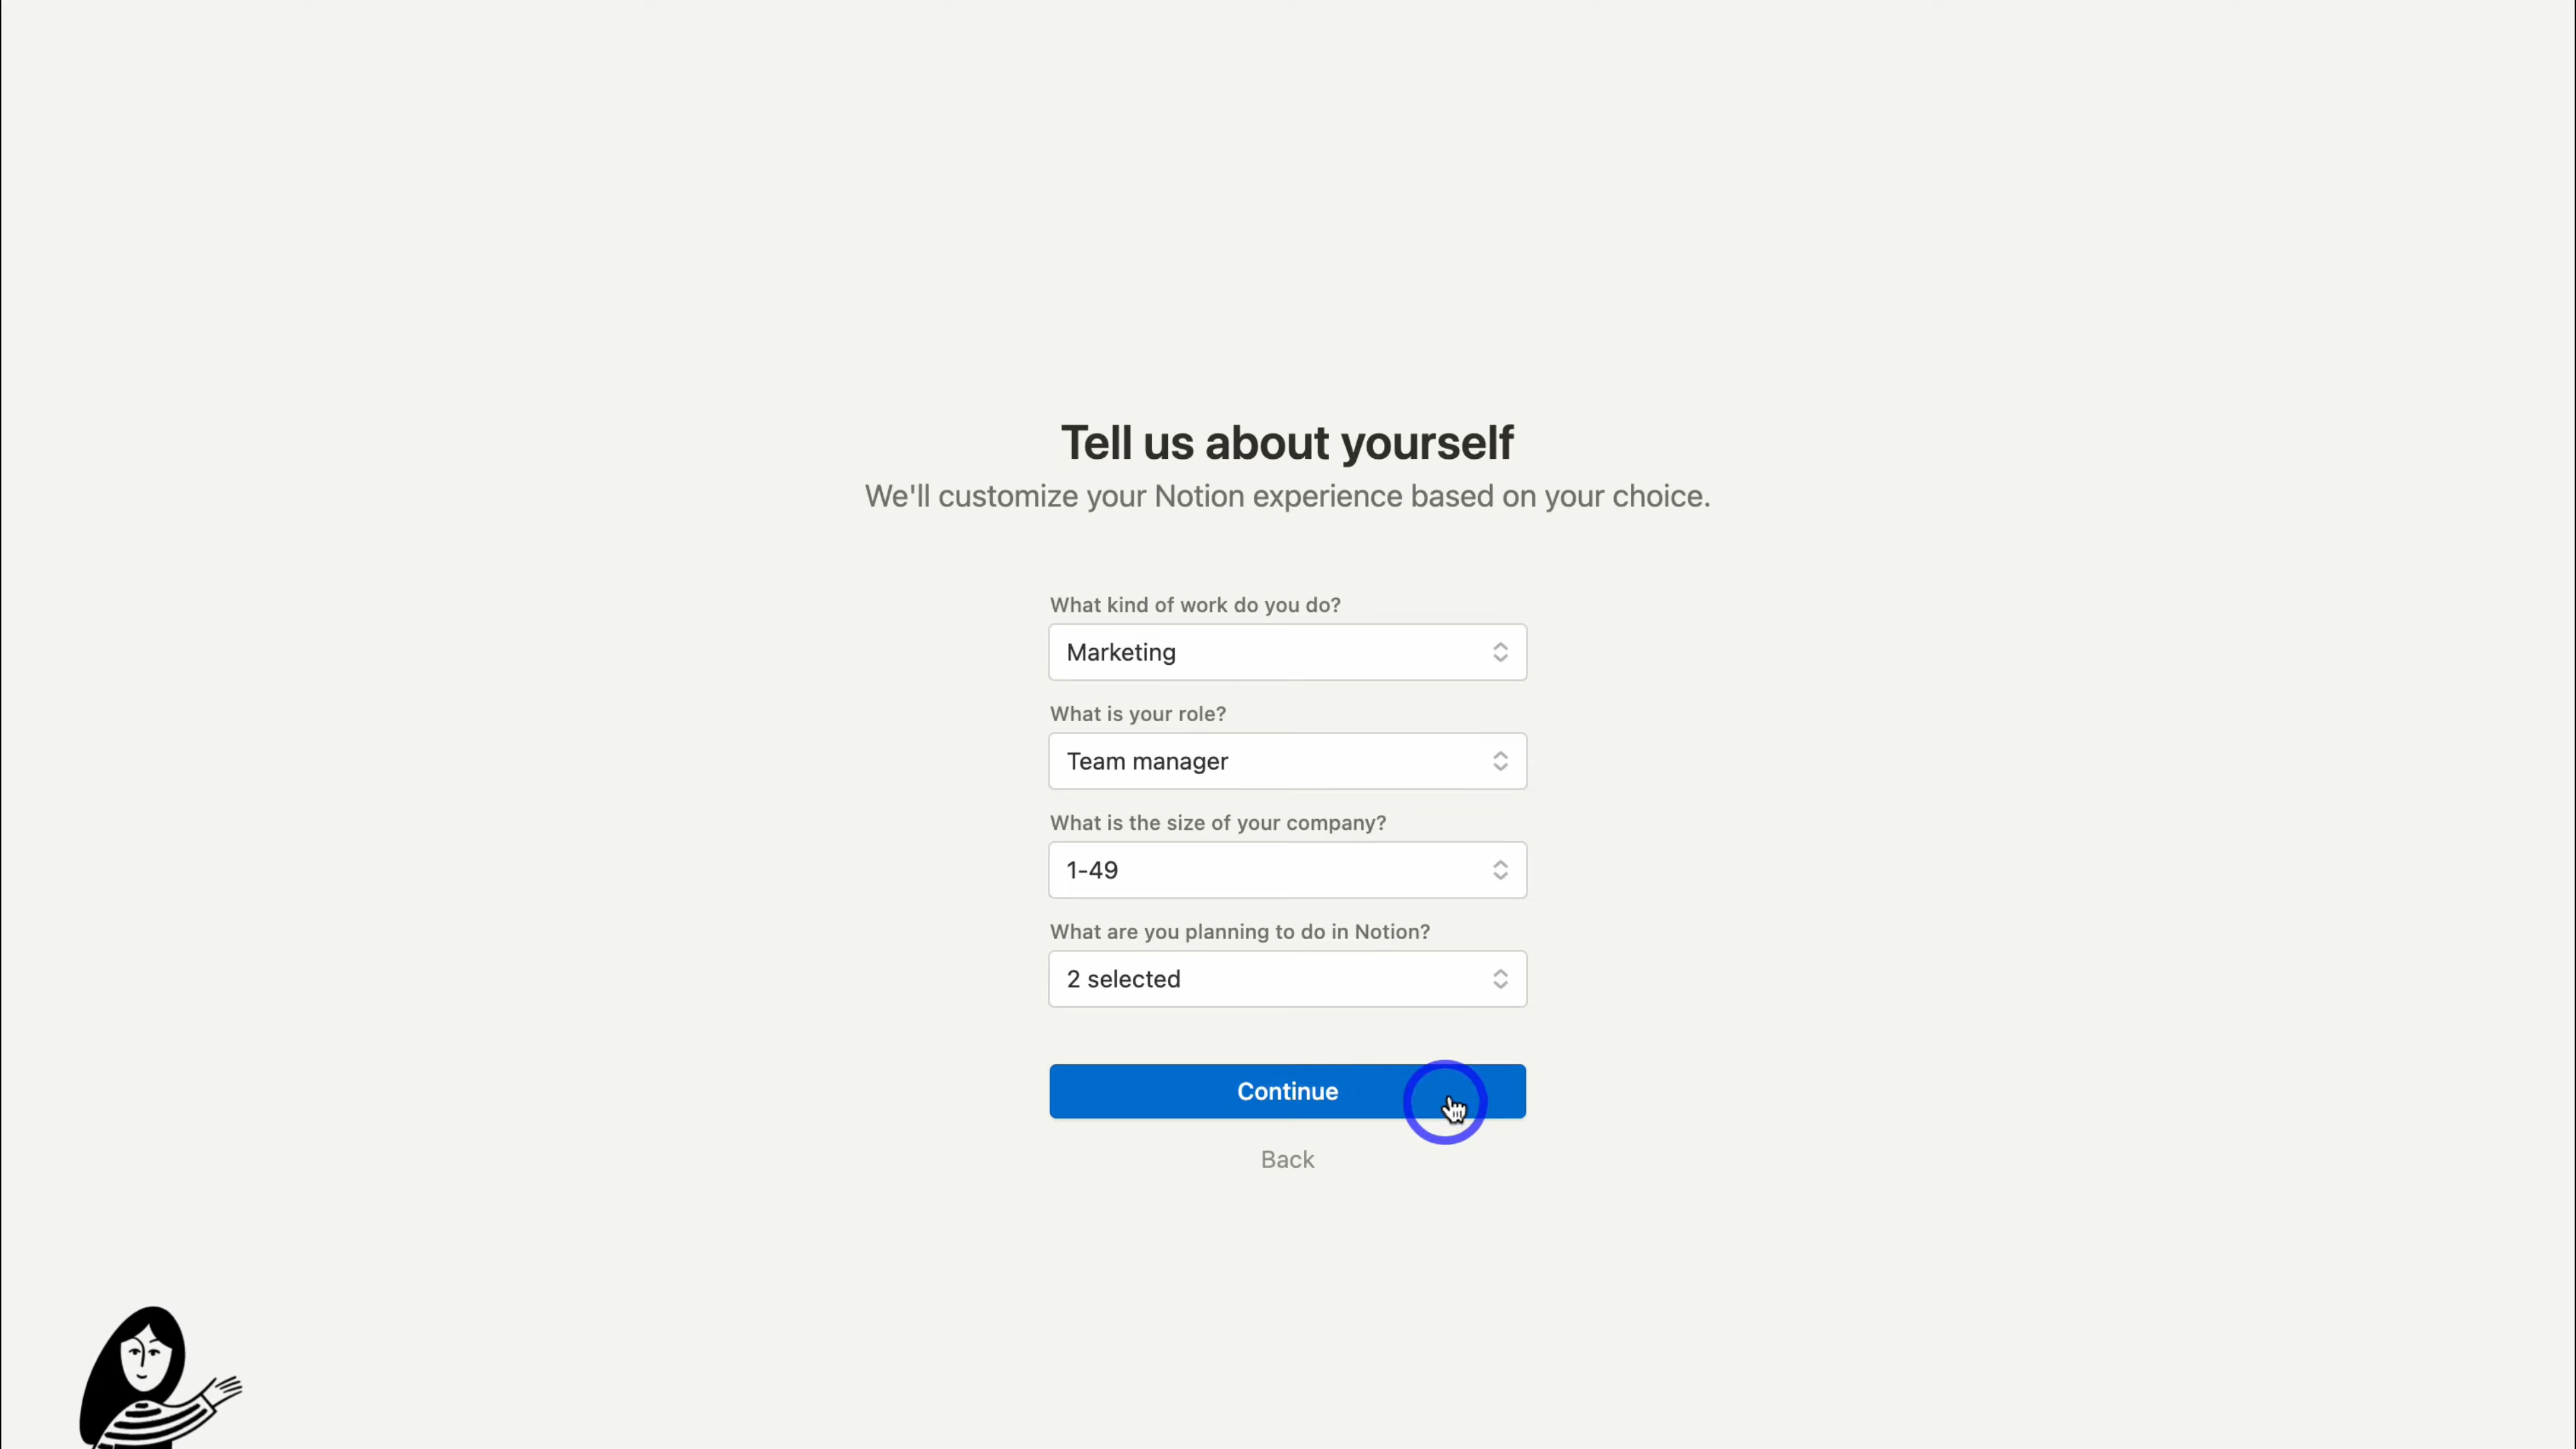 Tell us about yourself
We'll customize your Notion experience based on your choice.
What kind of work do you do?
Marketing
What is your role?
Team manager
What is the size of your company?
1-49
What are you planning to do in Notion?
2 selected
Continue
Back